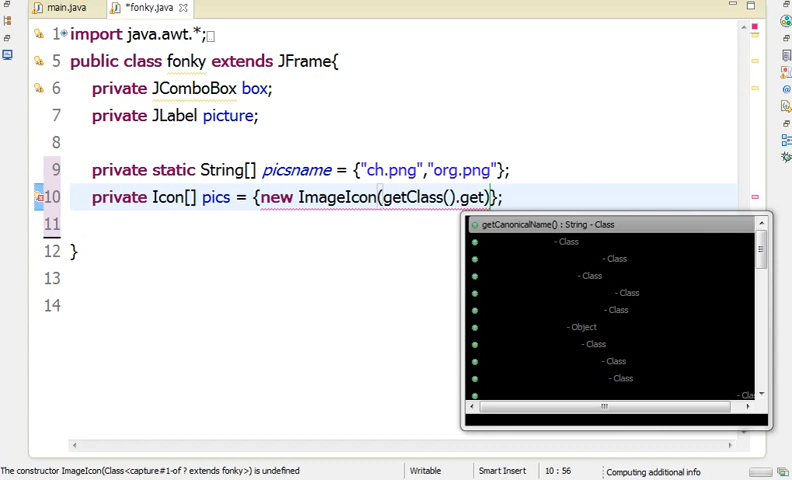 main.java
*fonky.java
1 import java.awt.*;
5 public class fonky extends JFrame{
6 private JComboBox box;
7 private JLabel picture;
8
9 private static String[] picsname = {"ch.png","org.png"};
10 private Icon[] pics = {new ImageIcon(getClass().get)};
11
12 }
13
14
getCanonicalName() : String - Class
- Class
- Class
- Class
- Class
- Class
- Object
- Class
- Class
- Class
- Cla
The constructor ImageIcon(Class<capture#1-of ? extends fonky>) is undefined
Writable
Smart Insert
10 : 56
Computing additional info